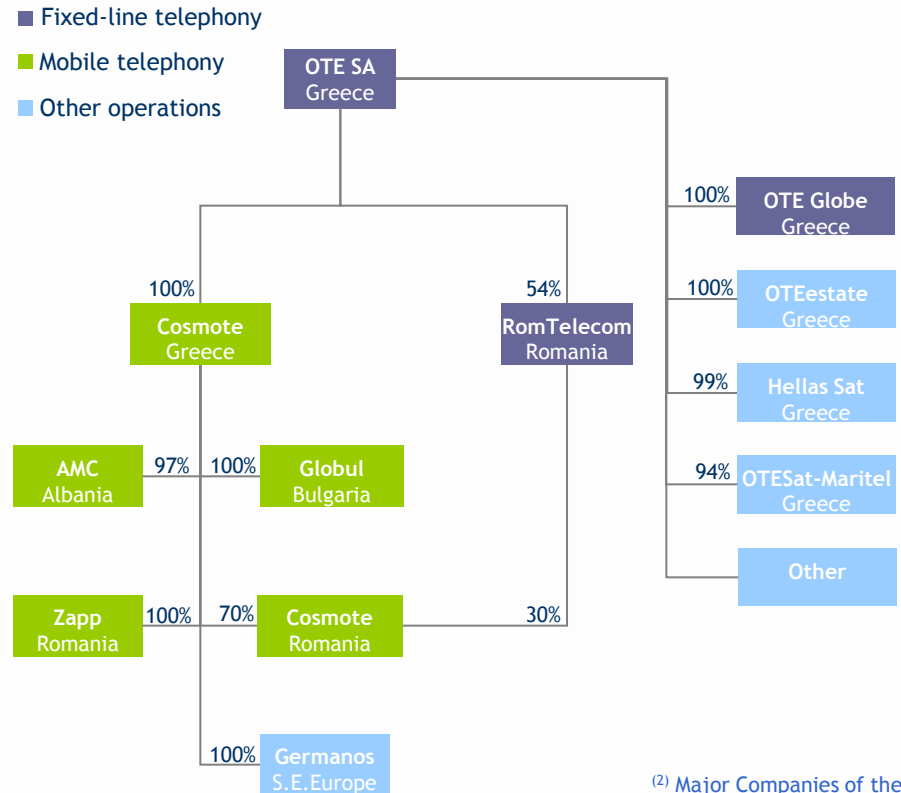 Fixed-line telephony
Mobile telephony
Other operations
OTE SA
Greece
100%
OTE Globe
Greece
100%
OTEestate
Greece
99%
Hellas Sat
Greece
94%
OTESat-Maritel
Greece
Other
100%
Cosmote
Greece
54%
RomTelecom
Romania
AMC
Albania
97%
100%
Globul
Bulgaria
Zapp
Romania
100%
70%
Cosmote
Romania
30%
100%
Germanos
S.E.Europe
(2) Major Companies of the